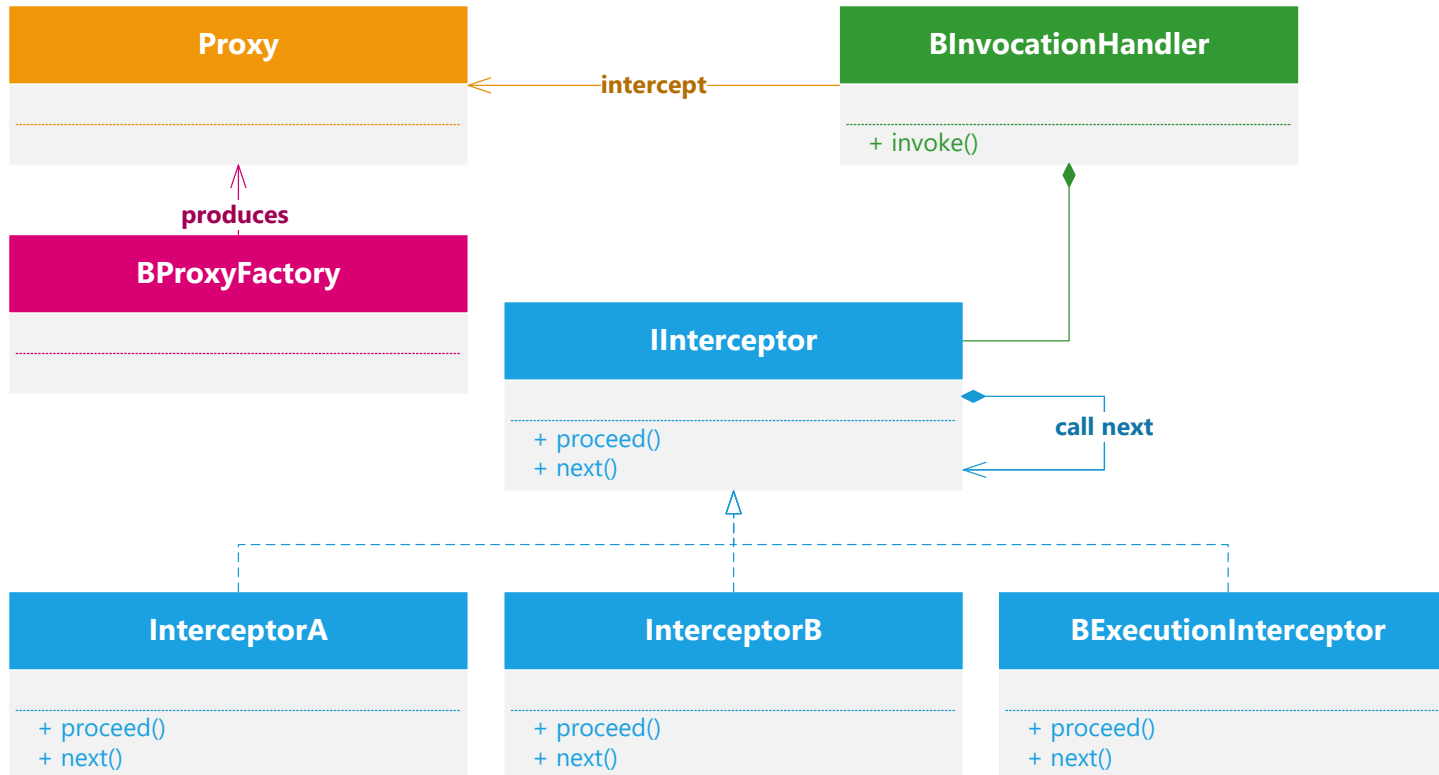 Proxy
BInvocationHandler
intercept
+ invoke()
produces
BProxyFactory
IInterceptor
+ proceed()
+ next()
call next
InterceptorA
InterceptorB
BExecutionInterceptor
+ proceed()
+ next()
+ proceed()
+ next()
+ proceed()
+ next()